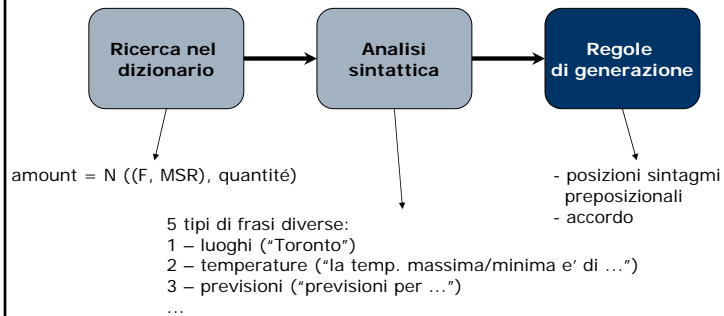 Ricerca nel
dizionario
Analisi
sintattica
Regole
di generazione
amount = N ((F, MSR), quantité)
- posizioni sintagmi
preposizionali
- accordo
5 tipi di frasi diverse:
1 – luoghi (“Toronto”)
2 – temperature (“la temp. massima/minima e' di ...”)
3 – previsioni (“previsioni per ...”)
...